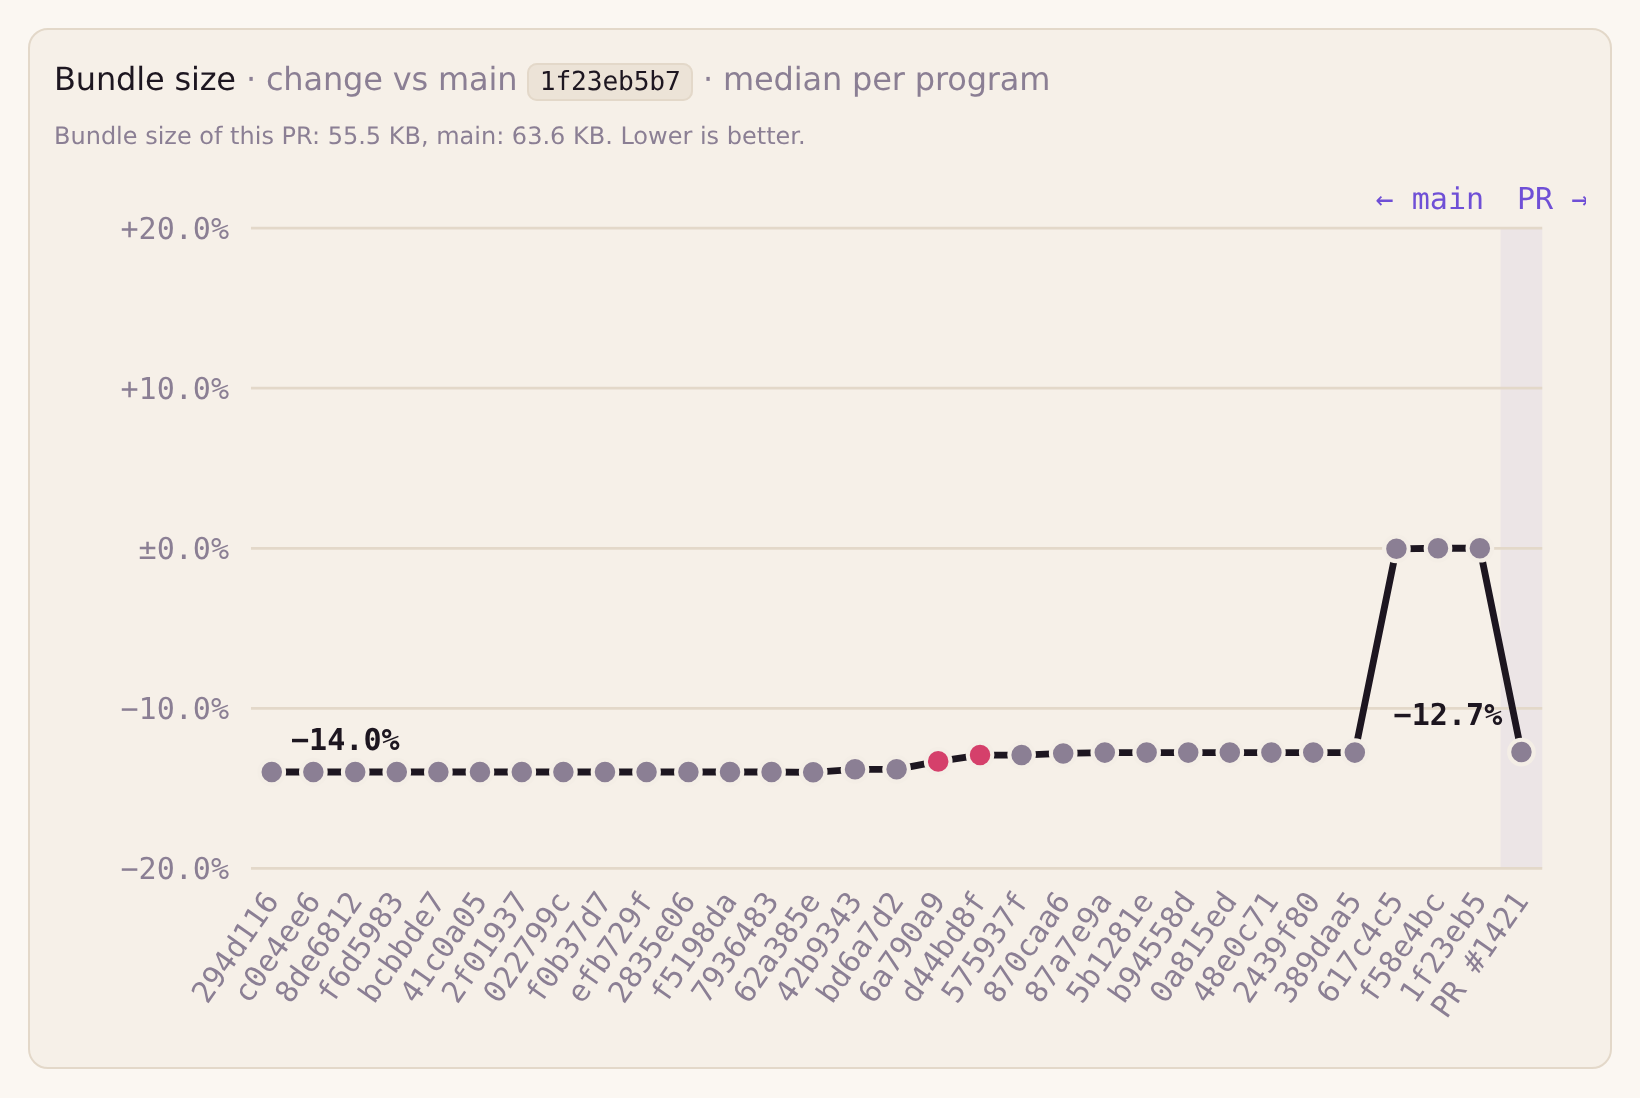 Bundle size · change vs main 1f23eb5b7 · median per program
Bundle size of this PR: 55.5 KB, main: 63.6 KB. Lower is better.
← main PR →
+20.0%
+10.0%
±0.0%
−10.0%
−20.0%
−14.0%
−12.7%
294d116
c0e4ee6
8de6812
f6d5983
bcbbde7
41c0a05
2f01937
022799c
f0b37d7
efb729f
2835e06
f5198da
7936483
62a385e
42b9343
bd6a7d2
6a790a9
d44bd8f
575937f
870caa6
87a7e9a
5b1281e
b94558d
0a815ed
48e0c71
2439f80
389daa5
617c4c5
f58e4bc
1f23eb5
PR #1421